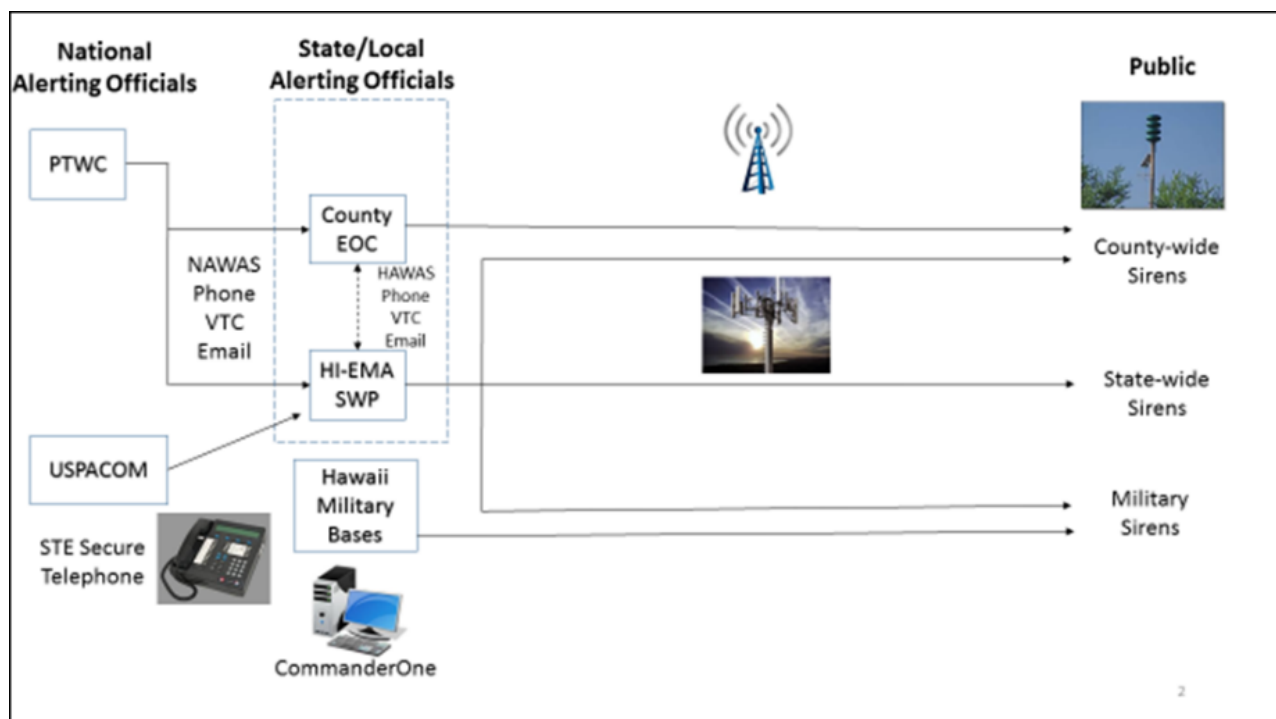 National
Alerting Officials
State/Local
Alerting Officials
Public
PTWC
County
EOC
County-wide
Sirens
NAWAS
Phone
VTC
Email
HAWAS
Phone
VTC
Email
HI-EMA
SWP
State-wide
Sirens
USPACOM
Hawaii
Military
Bases
Military
Sirens
STE Secure
Telephone
CommanderOne
2